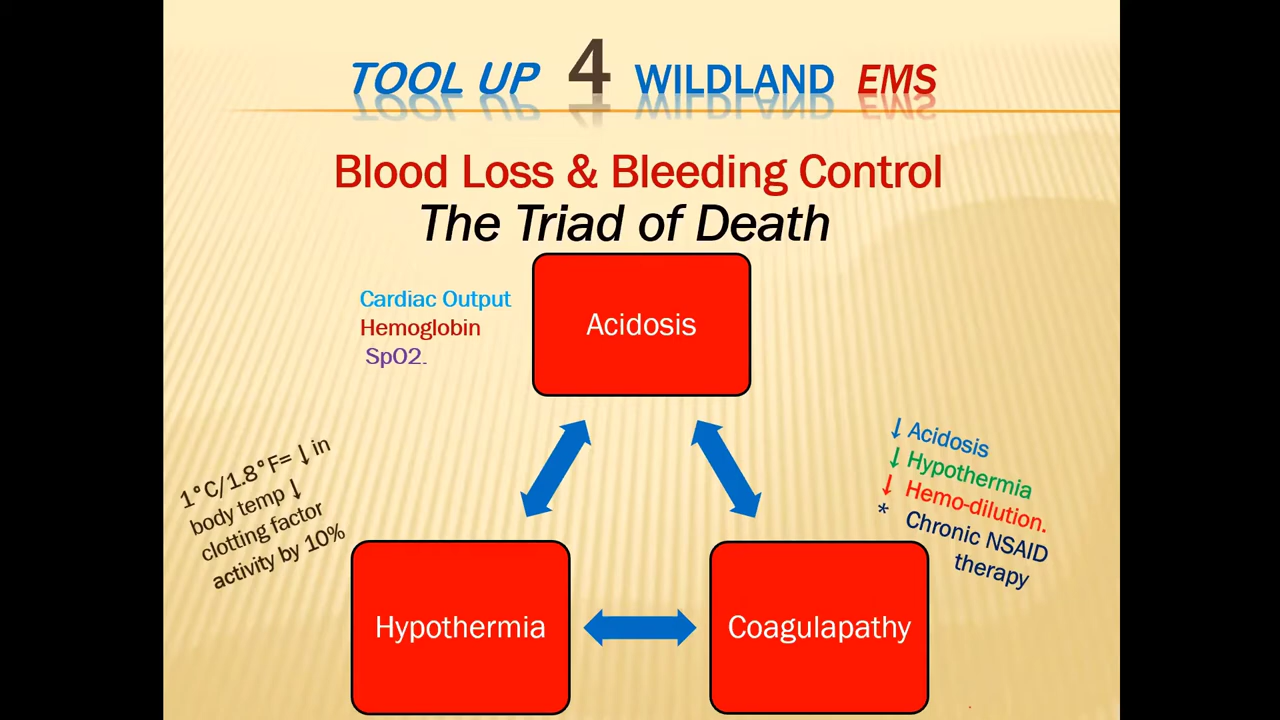 TOOL UP 4 WILDLAND EMS
Blood Loss & Bleeding Control
The Triad of Death
Cardiac Output
Hemoglobin
SpO2.
Acidosis
1°C/1.8°F= ↓ in
body temp ↓
clotting factor
activity by 10%
↓ Acidosis
↓ Hypothermia
↓ Hemo-dilution.
* Chronic NSAID
therapy
Hypothermia
Coagulapathy